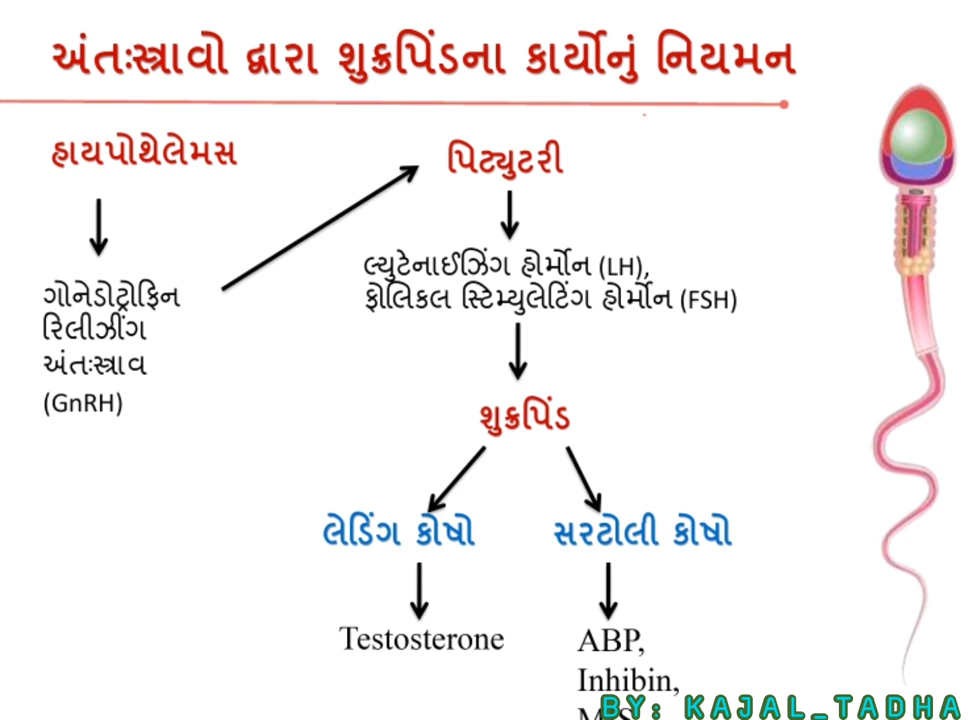 અંતઃસ્ત્રાવો દ્વારા શુક્રપિંડના કાર્યોનું નિયમન
હાયપોથેલેમસ
પિટ્યુટરી
ગોનેડોટ્રોફિન
રિલીઝીંગ
અંતઃસ્ત્રાવ
(GnRH)
લ્યુટેનાઈઝિંગ હોર્મોન (LH),
ફોલિકલ સ્ટિમ્યુલેટિંગ હોર્મોન (FSH)
શુક્રપિંડ
લેડિંગ કોષો
સરટોલી કોષો
Testosterone
ABP,
Inhibin,
BY: KAJAL_TADHA